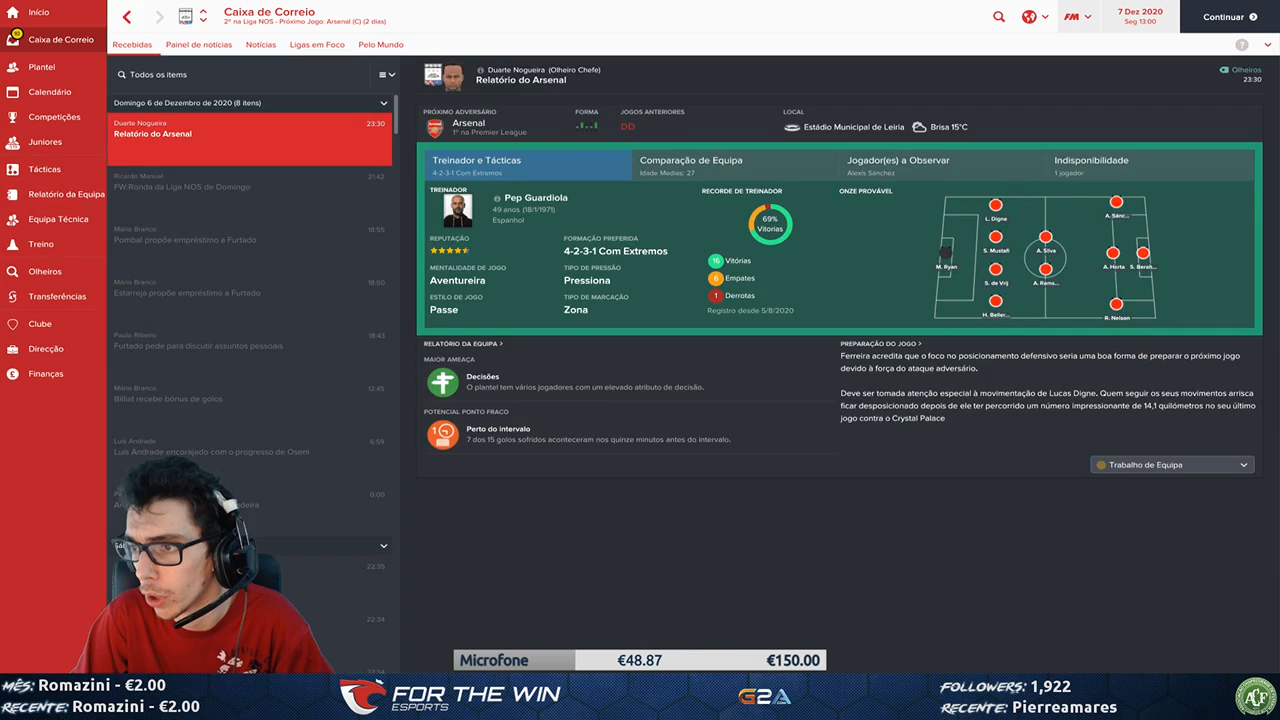 Início
Caixa de Correio
10
Plantel
Calendário
Competições
Juniores
Tácticas
Relatório da Equipa
Equipa Técnica
Treino
Olheiros
Transferências
Clube
Direcção
Finanças
Caixa de Correio
2º na Liga NOS - Próximo Jogo: Arsenal (C) (2 dias)
FM
7 Dez 2020
Seg 13:00
Continuar
Recebidas
Painel de notícias
Notícias
Ligas em Foco
Pelo Mundo
?
Todos os items
Domingo 6 de Dezembro de 2020 (8 itens)
Duarte Nogueira
23:30
Relatório do Arsenal
Ricardo Manuel
21:42
FW:Ronda da Liga NOS de Domingo
Mário Branco
18:55
Pombal propõe empréstimo a Furtado
Mário Branco
18:50
Estarreja propõe empréstimo a Furtado
Paulo Ribeiro
18:43
Furtado pede para discutir assuntos pessoais
Mário Branco
12:45
Billiat recebe bónus de golos
Luís Andrade
6:59
Luís Andrade encorajado com o progresso de Oseni
0:00
22:35
22:34
Duarte Nogueira (Olheiro Chefe)
Relatório do Arsenal
Olheiros
23:30
PRÓXIMO ADVERSÁRIO
Arsenal
1º na Premier League
FORMA
JOGOS ANTERIORES
DD
LOCAL
Estádio Municipal de Leiria
Brisa 15°C
Treinador e Tácticas
4-2-3-1 Com Extremos
Comparação de Equipa
Idade Medias: 27
Jogador(es) a Observar
Alexis Sánchez
Indisponibilidade
1 jogador
TREINADOR
Pep Guardiola
49 anos (18/1/1971)
Espanhol
REPUTAÇÃO
FORMAÇÃO PREFERIDA
4-2-3-1 Com Extremos
MENTALIDADE DE JOGO
Aventureira
TIPO DE PRESSÃO
Pressiona
ESTILO DE JOGO
Passe
TIPO DE MARCAÇÃO
Zona
RECORDE DE TREINADOR
69%
Vitorias
16 Vitórias
6 Empates
1 Derrotas
Registro desde 5/8/2020
ONZE PROVÁVEL
M. Ryan
L. Digne
S. Mustafi
S. de Vrij
H. Beller...
A. Silva
A. Rams...
A. Sánc...
A. Horta
S. Berah...
R. Nelson
RELATÓRIO DA EQUIPA >
MAIOR AMEAÇA
Decisões
O plantel tem vários jogadores com um elevado atributo de decisão.
POTENCIAL PONTO FRACO
Perto do intervalo
7 dos 15 golos sofridos aconteceram nos quinze minutos antes do intervalo.
PREPARAÇÃO DO JOGO >
Ferreira acredita que o foco no posicionamento defensivo seria uma boa forma de preparar o próximo jogo
devido à força do ataque adversário.
Deve ser tomada atenção especial à movimentação de Lucas Digne. Quem seguir os seus movimentos arrisca
ficar desposicionado depois de ele ter percorrido um número impressionante de 14,1 quilómetros no seu último
jogo contra o Crystal Palace
Trabalho de Equipa
Microfone
€48.87
€150.00
MÊS: Romazini - €2.00
RECENTE: Romazini - €2.00
FOR THE WIN
ESPORTS
G2A
FOLLOWERS: 1,922
RECENTE: Pierreamares
ACF